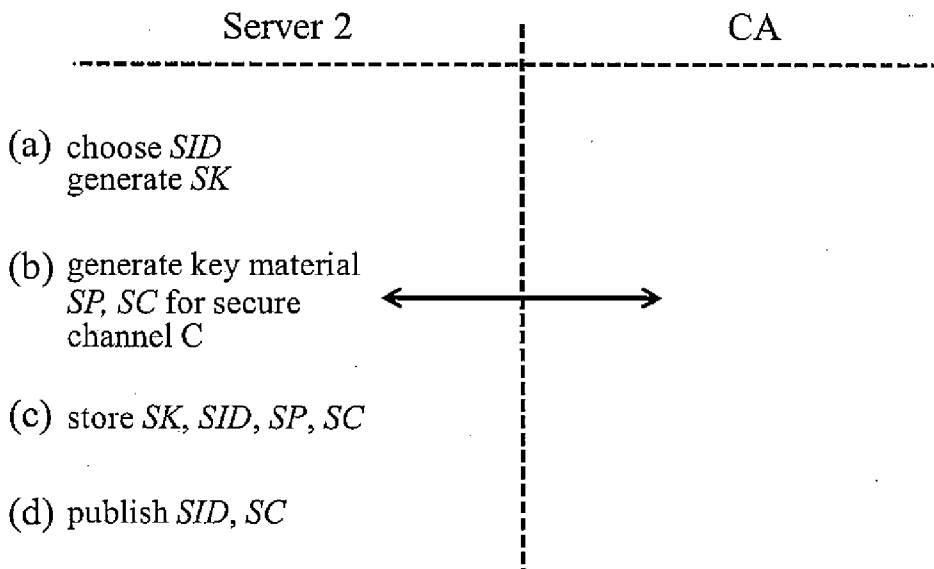 Server 2 CA
(a) choose SID
generate SK
(b) generate key material
SP, SC for secure
channel C
(c) store SK, SID, SP, SC
(d) publish SID, SC